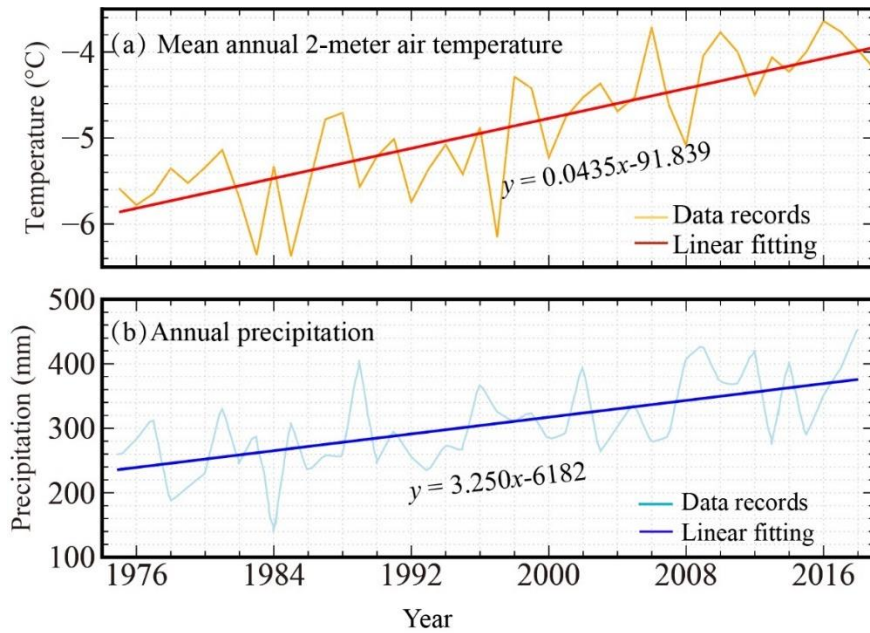 (a) Mean annual 2-meter air temperature
Temperature (°C)
−4
−5
−6
y = 0.0435x-91.839
Data records
Linear fitting
(b) Annual precipitation
Precipitation (mm)
500
400
300
200
100
y = 3.250x-6182
Data records
Linear fitting
1976 1984 1992 2000 2008 2016
Year